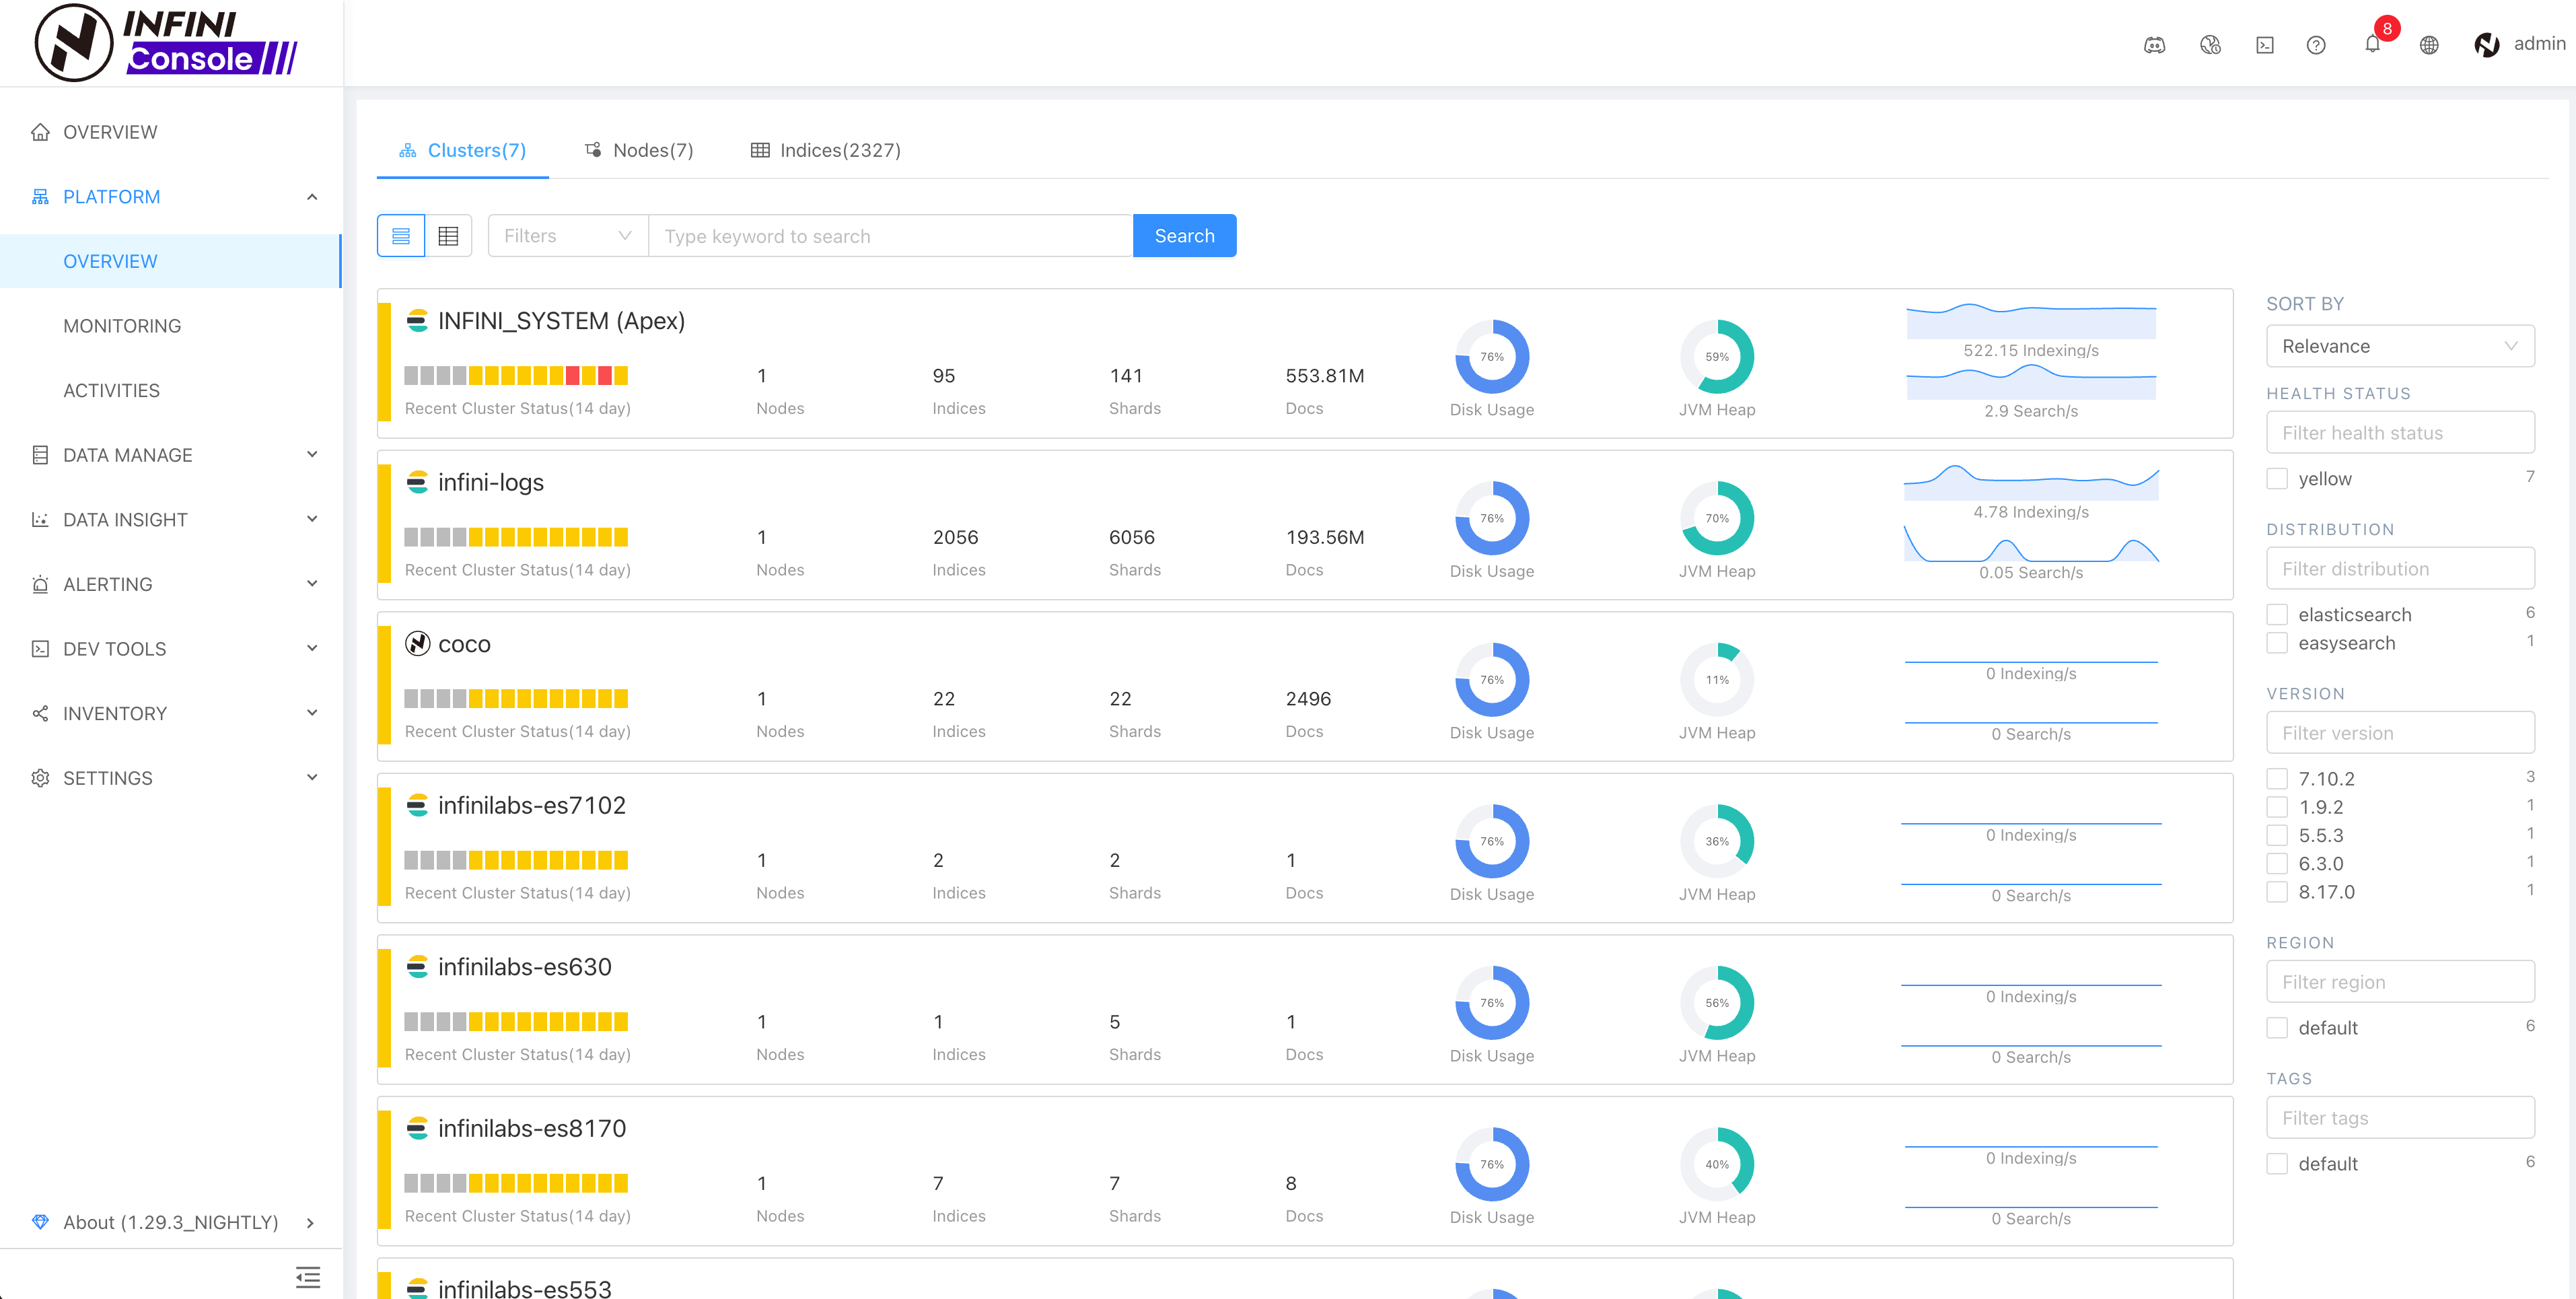 INFINI
Console
8
admin
OVERVIEW
PLATFORM
OVERVIEW
MONITORING
ACTIVITIES
DATA MANAGE
DATA INSIGHT
ALERTING
DEV TOOLS
INVENTORY
SETTINGS
About (1.29.3_NIGHTLY)
Clusters(7) Nodes(7) Indices(2327)
Filters Type keyword to search Search
INFINI_SYSTEM (Apex)
1 95 141 553.81M 76% 59% 522.15 Indexing/s
Recent Cluster Status(14 day) Nodes Indices Shards Docs Disk Usage JVM Heap 2.9 Search/s
infini-logs
1 2056 6056 193.56M 76% 70% 4.78 Indexing/s
Recent Cluster Status(14 day) Nodes Indices Shards Docs Disk Usage JVM Heap 0.05 Search/s
coco
1 22 22 2496 76% 11% 0 Indexing/s
Recent Cluster Status(14 day) Nodes Indices Shards Docs Disk Usage JVM Heap 0 Search/s
infinilabs-es7102
1 2 2 1 76% 36% 0 Indexing/s
Recent Cluster Status(14 day) Nodes Indices Shards Docs Disk Usage JVM Heap 0 Search/s
infinilabs-es630
1 1 5 1 76% 56% 0 Indexing/s
Recent Cluster Status(14 day) Nodes Indices Shards Docs Disk Usage JVM Heap 0 Search/s
infinilabs-es8170
1 7 7 8 76% 40% 0 Indexing/s
Recent Cluster Status(14 day) Nodes Indices Shards Docs Disk Usage JVM Heap 0 Search/s
infinilabs-es553
SORT BY
Relevance
HEALTH STATUS
Filter health status
yellow 7
DISTRIBUTION
Filter distribution
elasticsearch 6
easysearch 1
VERSION
Filter version
7.10.2 3
1.9.2 1
5.5.3 1
6.3.0 1
8.17.0 1
REGION
Filter region
default 6
TAGS
Filter tags
default 6